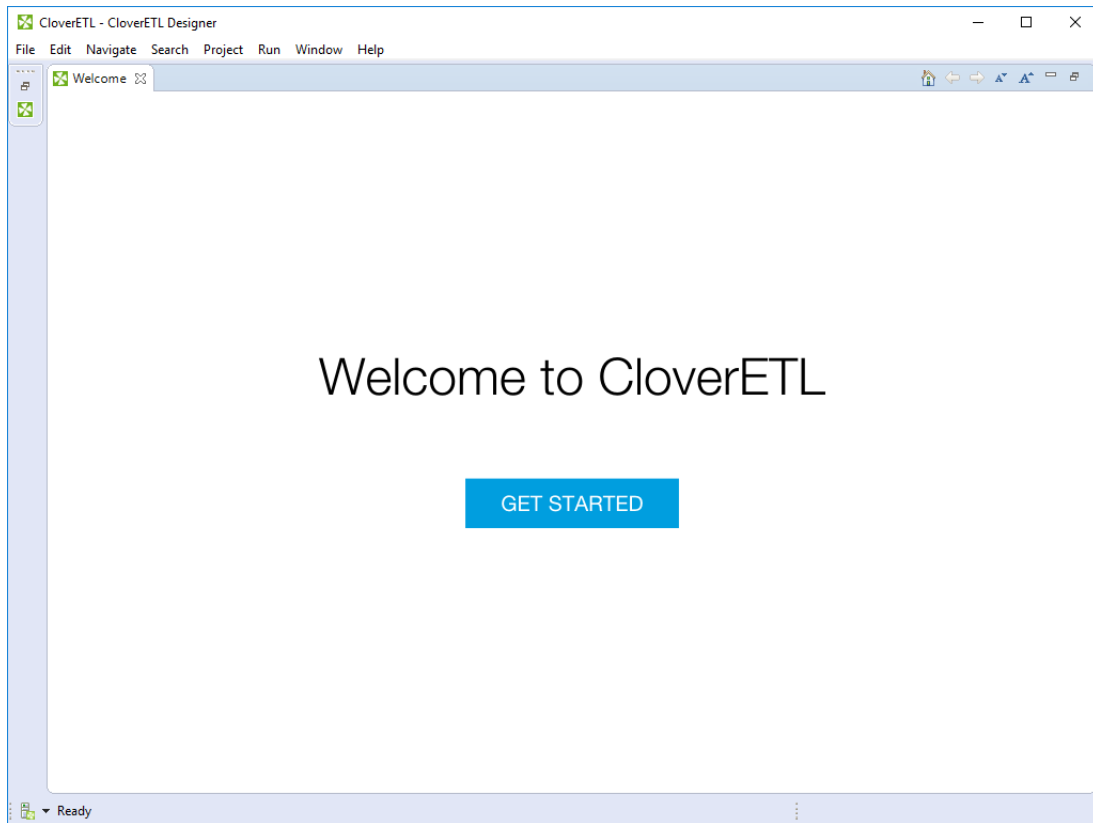 CloverETL - CloverETL Designer
File Edit Navigate Search Project Run Window Help
Welcome
Welcome to CloverETL
GET STARTED
Ready